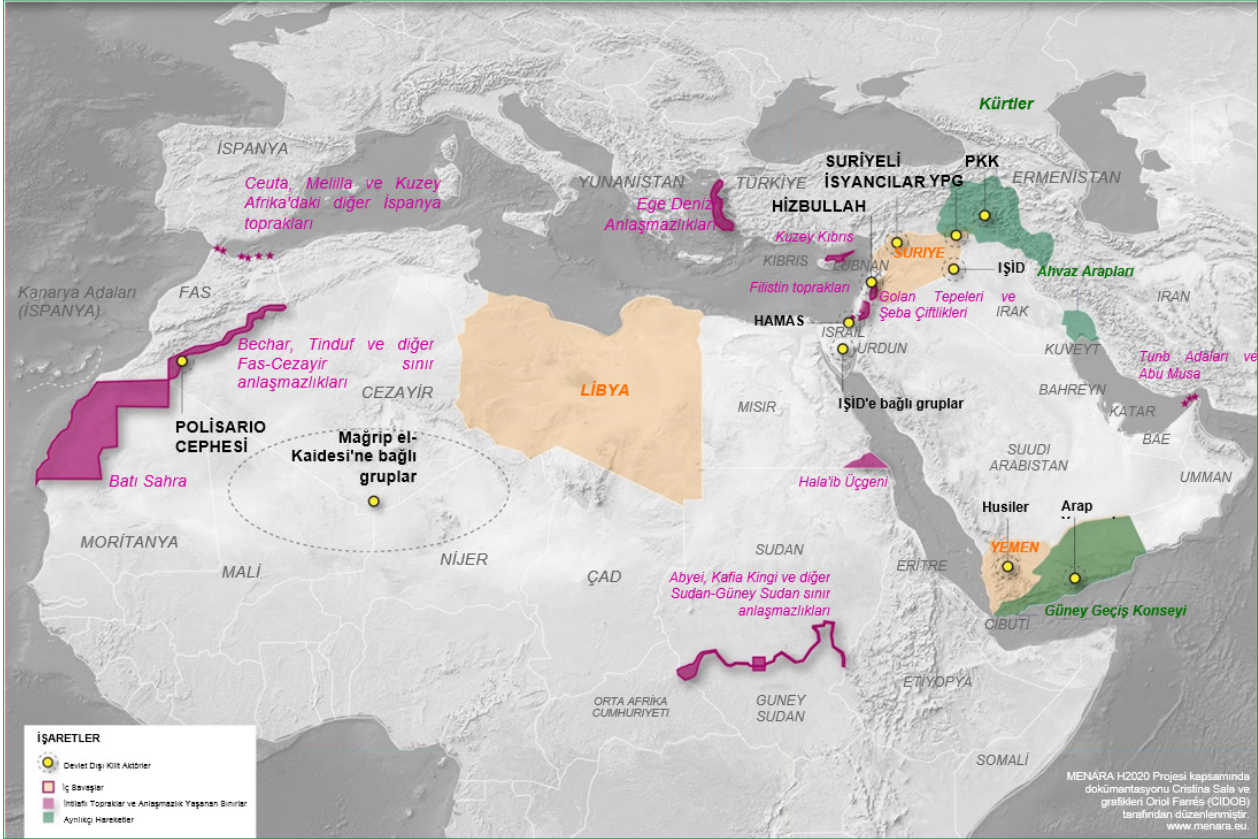 Kürtler
İSPANYA
Ceuta, Melilla ve Kuzey
Afrika'daki diğer İspanya
toprakları
YUNANİSTAN
Ege Deniz
Anlaşmazlıkları
TÜRKİYE
SURİYELİ
İSYANCILAR
YPG
PKK
ERMENİSTAN
HİZBULLAH
Kuzey Kıbrıs
KIBRIS
LÜBNAN
SURİYE
IŞİD
Ahvaz Arapları
Filistin toprakları
Golan Tepeleri ve
Şeba Çiftlikleri
IRAK
IRAN
HAMAS
ISRAIL
URDUN
KUVEYT
Kanarya Adaları
(İSPANYA)
FAS
Bechar, Tinduf ve diğer
Fas-Cezayir sınır
anlaşmazlıkları
CEZAYİR
LİBYA
MISIR
IŞİD'e bağlı gruplar
BAHREYN
KATAR
BAE
Tunb Adaları ve
Abu Musa
POLİSARIO
CEPHESİ
Mağrip el-
Kaidesi'ne bağlı
gruplar
Batı Sahra
SUUDİ
ARABİSTAN
UMMAN
Hala'ib Üçgeni
Husiler
Arap
MORİTANYA
MALİ
NİJER
ÇAD
SUDAN
ERİTRE
YEMEN
Abyei, Kafia Kingi ve diğer
Sudan-Güney Sudan sınır
anlaşmazlıkları
Güney Geçiş Konseyi
CİBUTİ
ORTA AFRİKA
CUMHURIYETI
GUNEY
SUDAN
ETİYOPYA
SOMALİ
İŞARETLER
Devlet Dışı Kilit Aktörler
İç Savaşlar
İhtilaflı Topraklar ve Anlaşmazlık Yaşanan Sınırlar
Ayrılıkçı Hareketler
MENARA H2020 Projesi kapsamında
dokümantasyonu Cristina Sala ve
grafikleri Oriol Farrés (CIDOB)
tarafından düzenlenmiştir.
www.menara.eu.